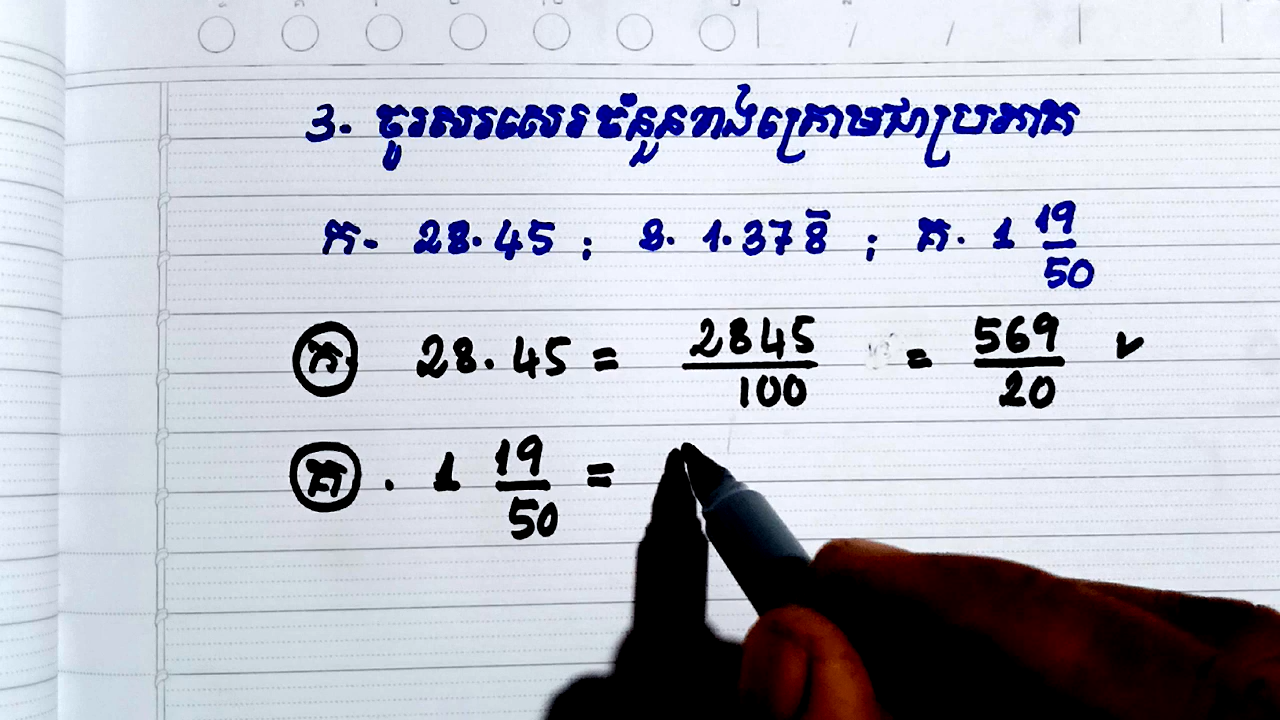 3. ចូរសរសេរចំនួនខាងក្រោមជាប្រភាគ
ក. 28.45 ; ខ. 1.378̄ ; គ. 1 19/50
ក. 28.45 = 2845/100 = 569/20 ✓
គ. 1 19/50 =